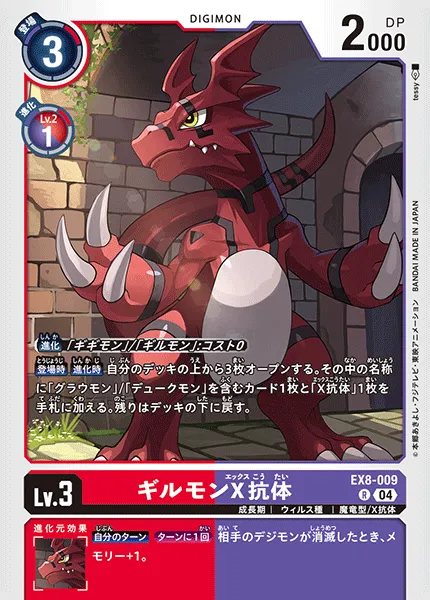 DIGIMON
登場
3
DP
2000
進化
Lv.2
1
tessy
©本郷あきよし・フジテレビ・東映アニメーション BANDAI MADE IN JAPAN
進化 「ギギモン」/「ギルモン」:コスト0
登場時 進化時 自分のデッキの上から3枚オープンする。その中の名称
に「グラウモン」/「デュークモン」を含むカード1枚と「X抗体」1枚を
手札に加える。残りはデッキの下に戻す。
Lv.3
ギルモンX抗体
EX8-009
R 04
成長期 | ウィルス種 | 魔竜型/X抗体
進化元効果
自分のターン ターンに1回 相手のデジモンが消滅したとき、メ
モリー+1。